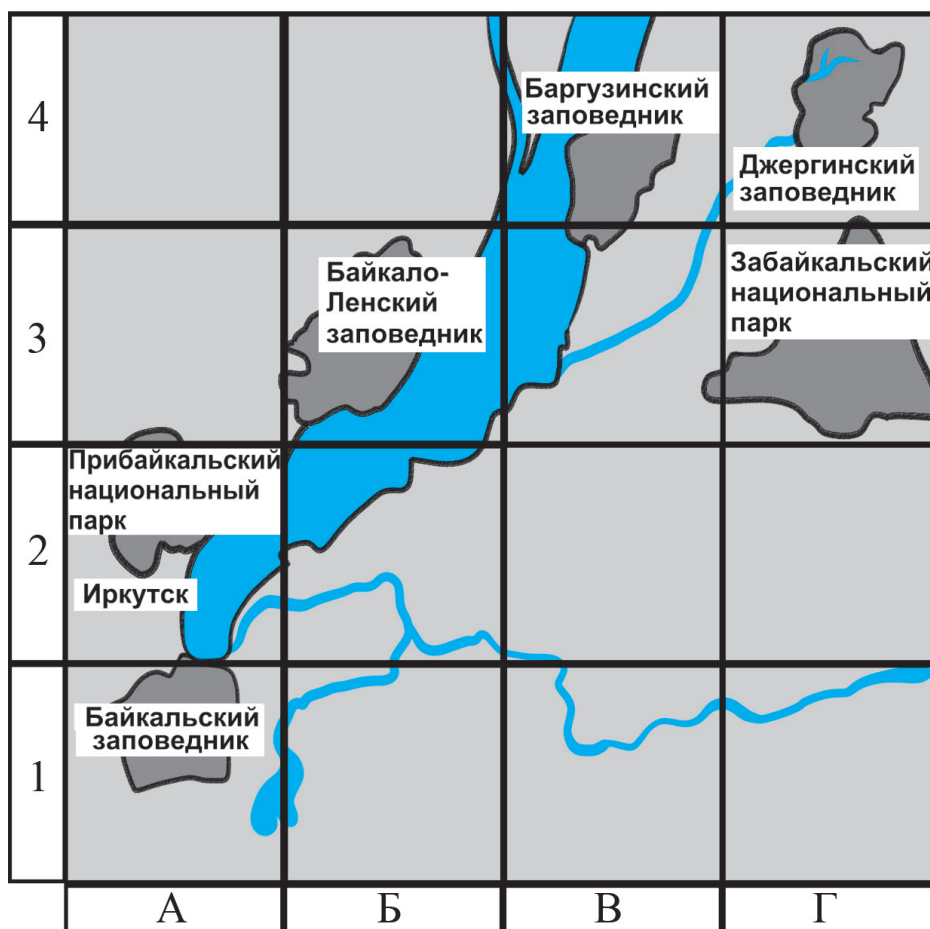 4
Баргузинский
заповедник
Джергинский
заповедник
3
Байкало-
Ленский
заповедник
Забайкальский
национальный
парк
2
Прибайкальский
национальный
парк
Иркутск
1
Байкальский
заповедник
А
Б
В
Г